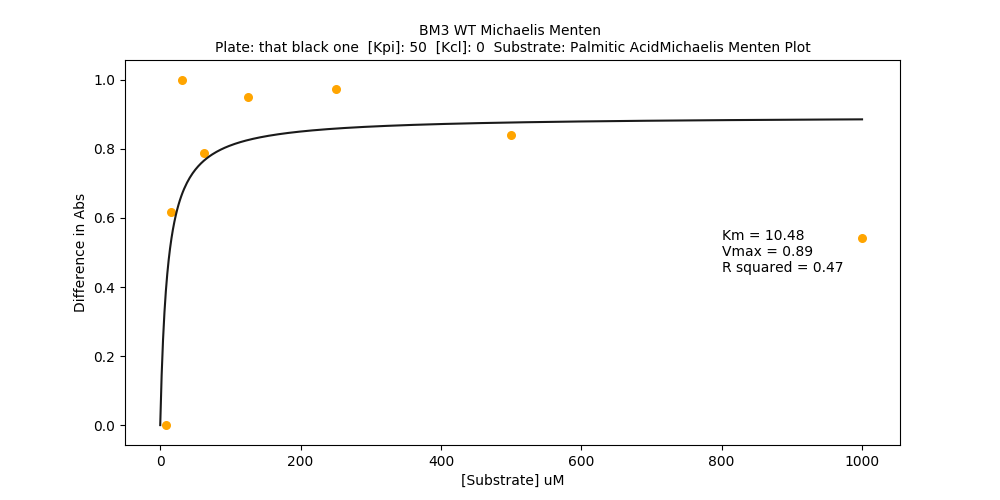 BM3 WT Michaelis Menten
Plate: that black one  [Kpi]: 50  [Kcl]: 0  Substrate: Palmitic AcidMichaelis Menten Plot
1.0
0.8
0.6
0.4
0.2
0.0
Difference in Abs
Km = 10.48
Vmax = 0.89
R squared = 0.47
0 200 400 600 800 1000
[Substrate] uM